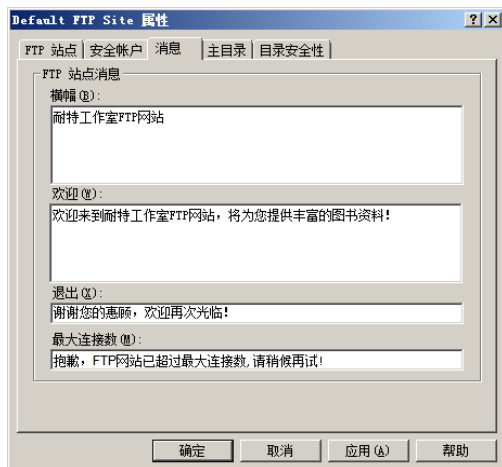 Default FTP Site 属性
FTP 站点 安全帐户 消息 主目录 目录安全性
FTP 站点消息
横幅(B):
耐特工作室FTP网站
欢迎(W):
欢迎来到耐特工作室FTP网站，将为您提供丰富的图书资料!
退出(X):
谢谢您的惠顾，欢迎再次光临!
最大连接数(M):
抱歉，FTP网站已超过最大连接数,请稍候再试!
确定 取消 应用(A) 帮助